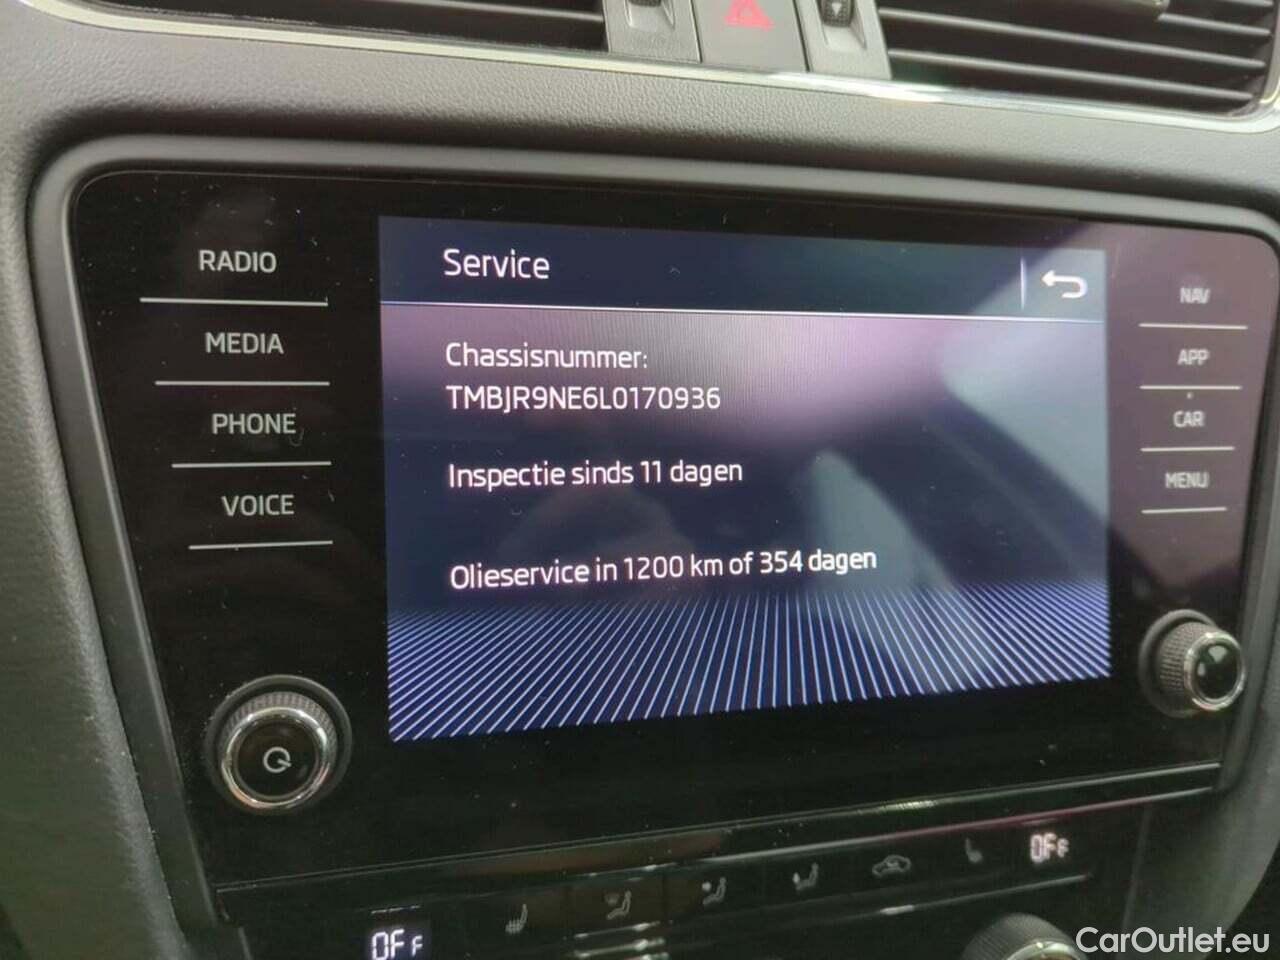 RADIO
MEDIA
PHONE
VOICE
Service
Chassisnummer:
TMBJR9NE6L0170936
Inspectie sinds 11 dagen
Olieservice in 1200 km of 354 dagen
NAV
APP
CAR
MENU
OFF
OFF
CarOutlet.eu